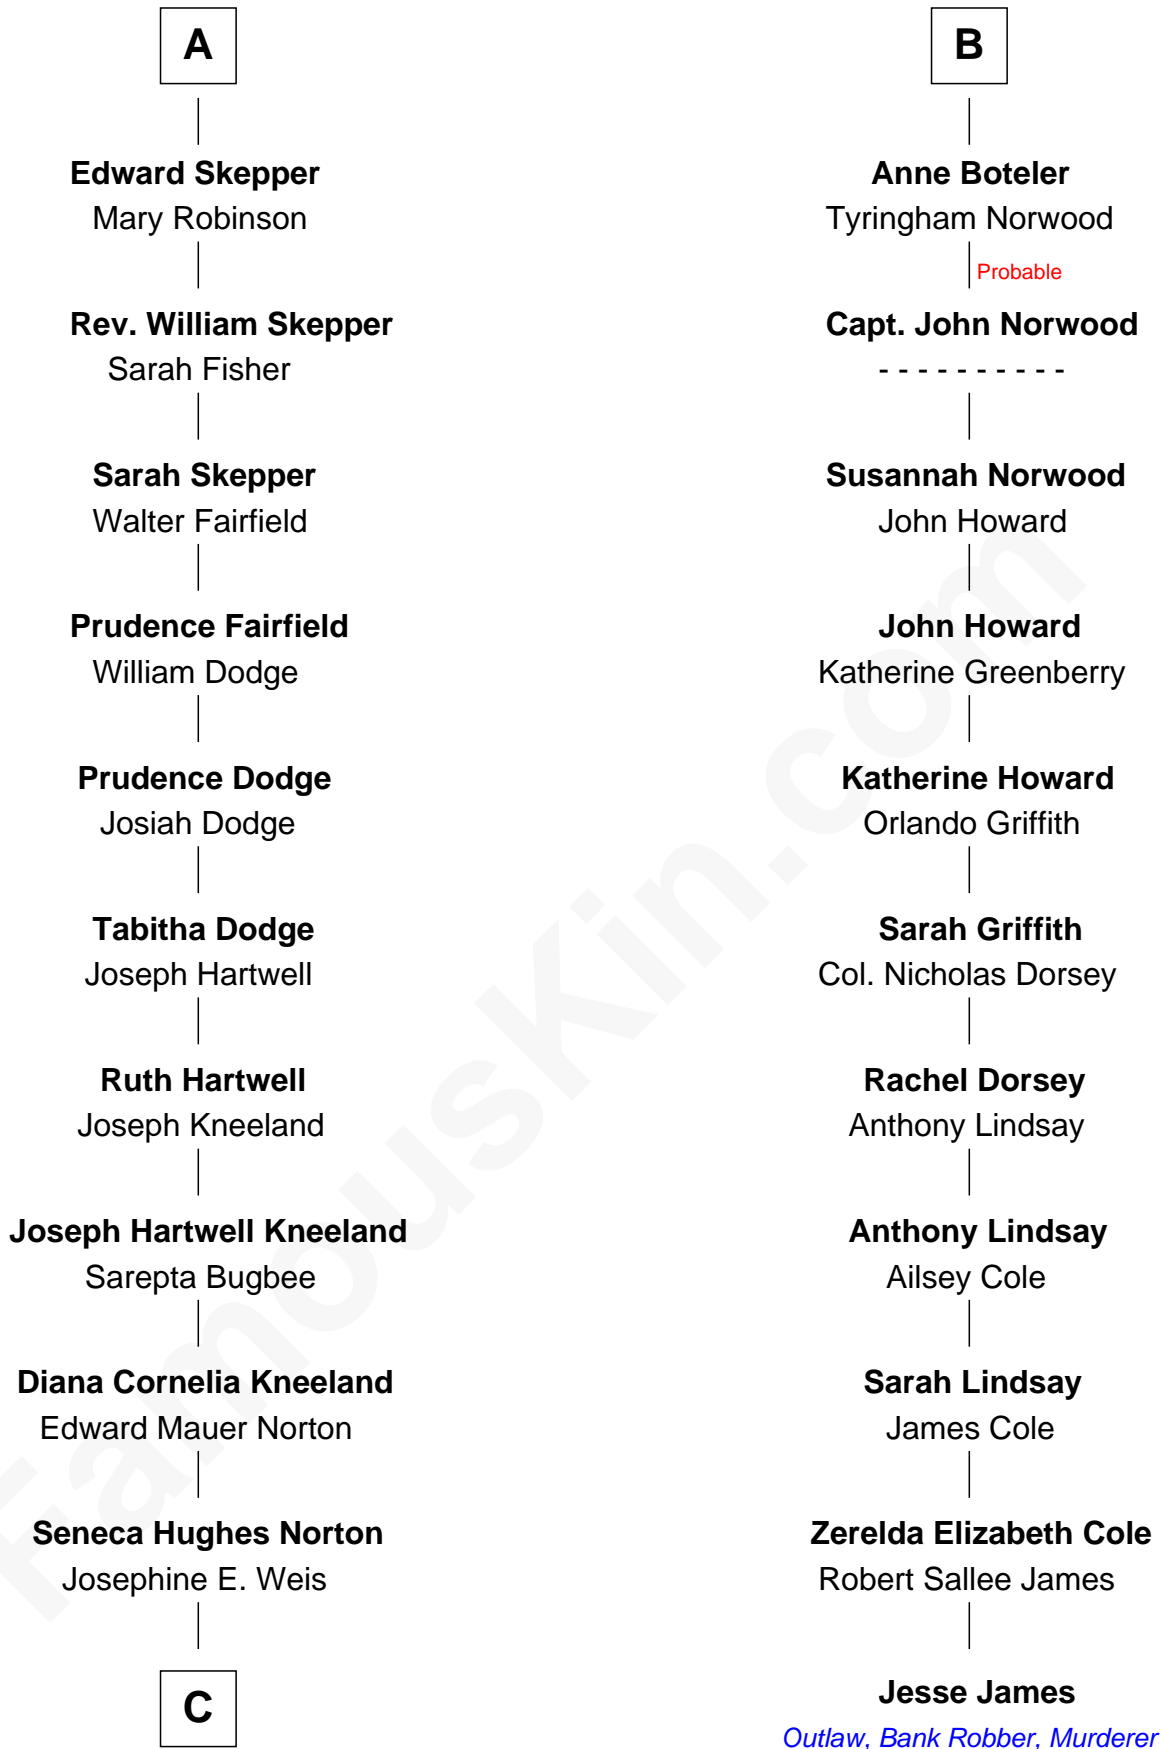 A
Edward Skepper
Mary Robinson
Rev. William Skepper
Sarah Fisher
Sarah Skepper
Walter Fairfield
Prudence Fairfield
William Dodge
Prudence Dodge
Josiah Dodge
Tabitha Dodge
Joseph Hartwell
Ruth Hartwell
Joseph Kneeland
Joseph Hartwell Kneeland
Sarepta Bugbee
Diana Cornelia Kneeland
Edward Mauer Norton
Seneca Hughes Norton
Josephine E. Weis
C
B
Anne Boteler
Tyringham Norwood
Probable
Capt. John Norwood
- - - - - - - - - -
Susannah Norwood
John Howard
John Howard
Katherine Greenberry
Katherine Howard
Orlando Griffith
Sarah Griffith
Col. Nicholas Dorsey
Rachel Dorsey
Anthony Lindsay
Anthony Lindsay
Ailsey Cole
Sarah Lindsay
James Cole
Zerelda Elizabeth Cole
Robert Sallee James
Jesse James
Outlaw, Bank Robber, Murderer
FamousKin.com